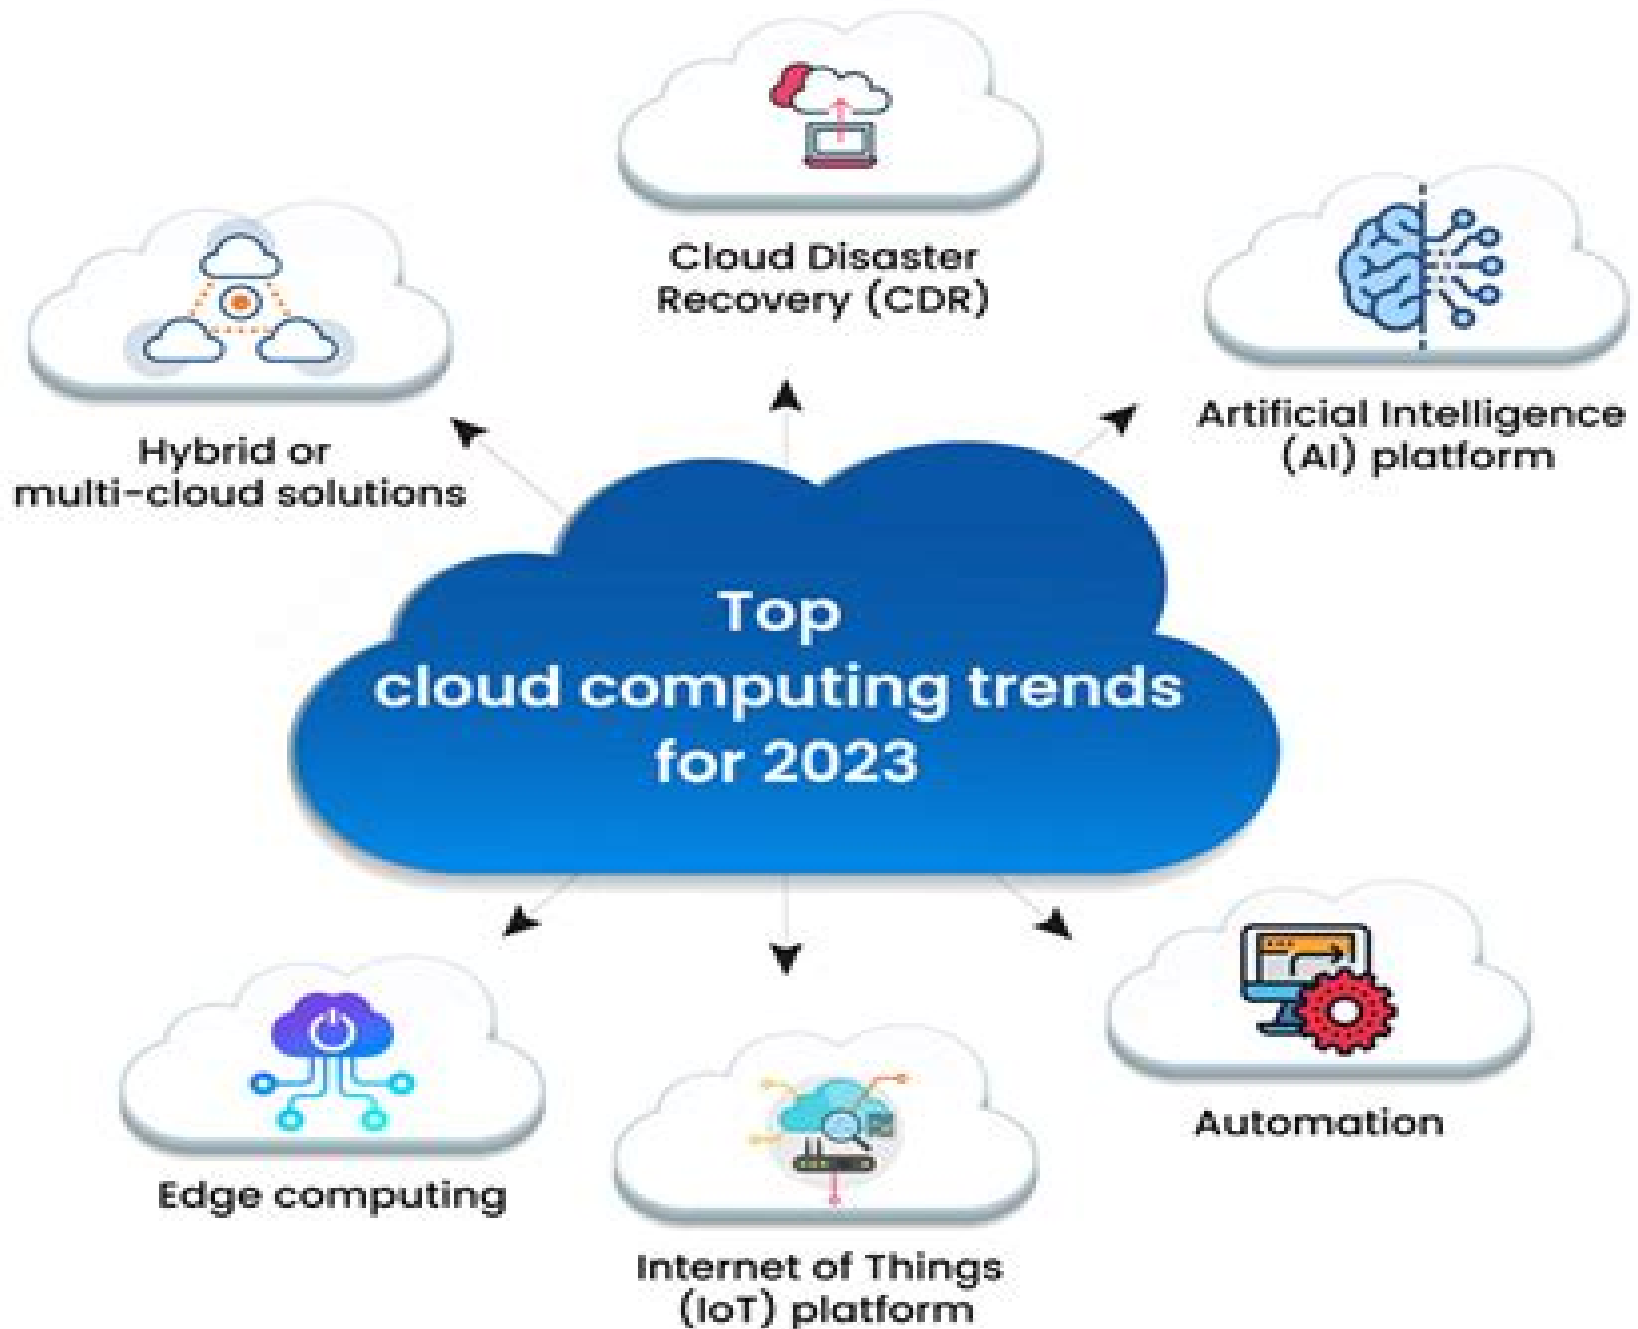 Cloud Disaster
Recovery (CDR)
Hybrid or
multi-cloud solutions
Artificial Intelligence
(AI) platform
Top
cloud computing trends
for 2023
Edge computing
Internet of Things
(IoT) platform
Automation